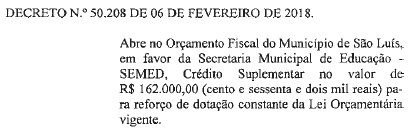 DECRETO N.º 50.208 DE 06 DE FEVEREIRO DE 2018.
Abre no Orçamento Fiscal do Município de São Luís,
em favor da Secretaria Municipal de Educação -
SEMED, Crédito Suplementar no valor de
R$ 162.000,00 (cento e sessenta e dois mil reais) pa-
ra reforço de dotação constante da Lei Orçamentária
vigente.